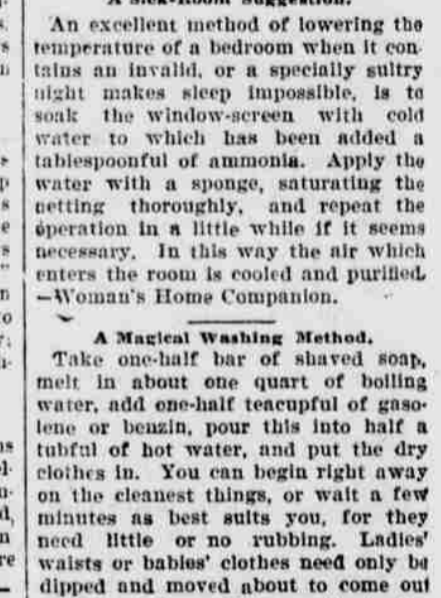 A Sick-Room Suggestion.
An excellent method of lowering the
temperature of a bedroom when it con-
tains an invalid, or a specially sultry
night makes sleep impossible, is to
soak the window-screen with cold
water to which has been added a
tablespoonful of ammonia. Apply the
water with a sponge, saturating the
netting thoroughly, and repeat the
operation in a little while if it seems
necessary. In this way the air which
enters the room is cooled and purified.
—Woman's Home Companion.
A Magical Washing Method.
Take one-half bar of shaved soap,
melt in about one quart of boiling
water, add one-half teacupful of gaso-
lene or benzin, pour this into half a
tubful of hot water, and put the dry
clothes in. You can begin right away
on the cleanest things, or wait a few
minutes as best suits you, for they
need little or no rubbing. Ladies'
waists or babies' clothes need only be
dipped and moved about to come out